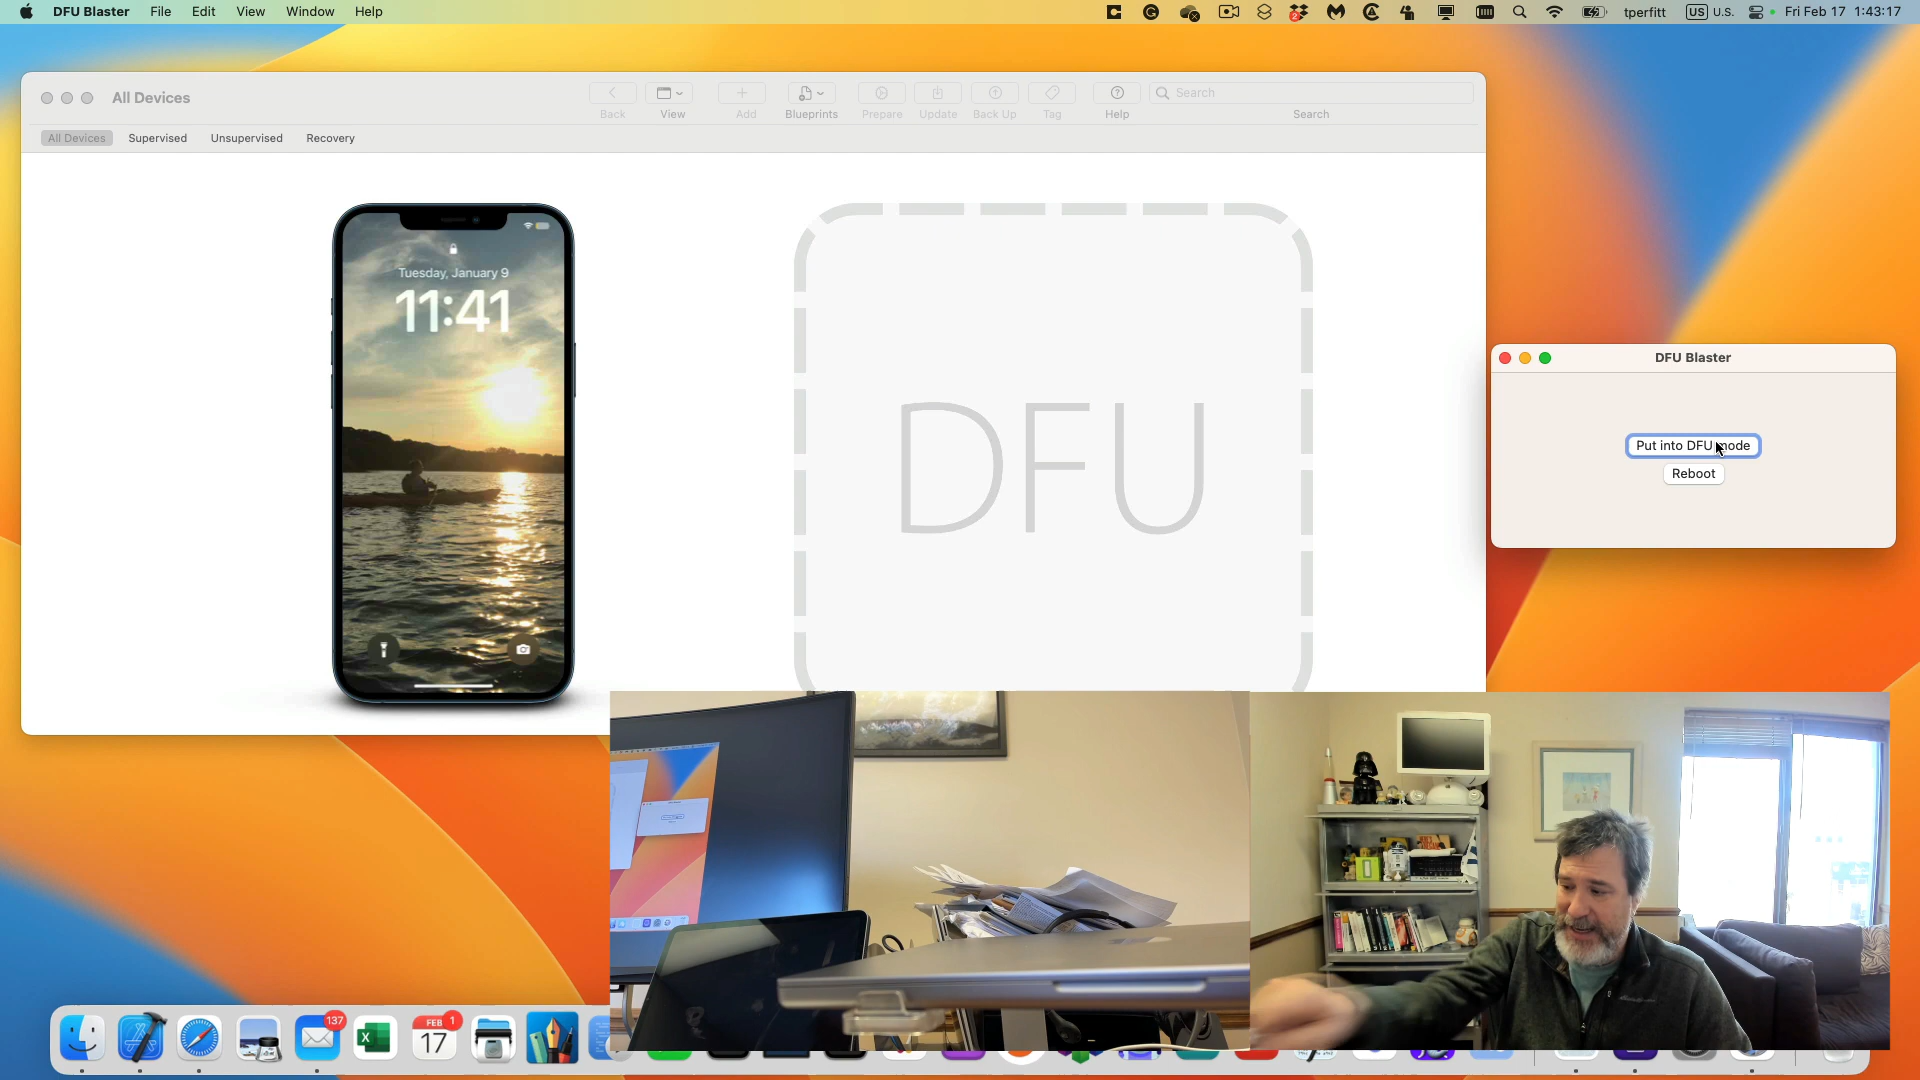 DFU Blaster File Edit View Window Help
2
tperfitt US U.S. Fri Feb 17 1:43:17
All Devices
Back View Add Blueprints Prepare Update Back Up Tag Help Search
Search
All Devices Supervised Unsupervised Recovery
Tuesday, January 9
11:41
DFU
DFU Blaster
Put into DFU mode
Reboot
137
FEB 1
17